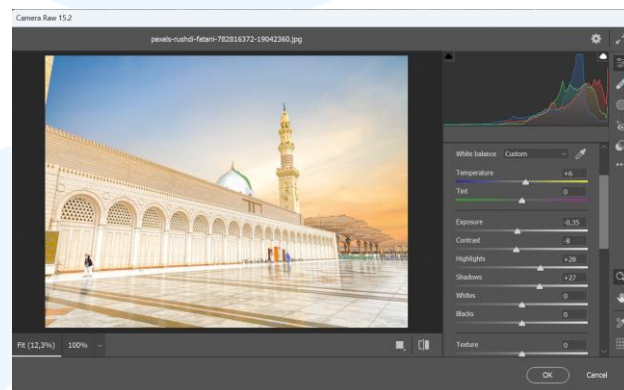 Camera Raw 15.2
pexels-rushdi-fatani-782816372-19042360.jpg
White balance Custom
Temperature +6
Tint 0
Exposure -0.35
Contrast -8
Highlights +28
Shadows +27
Whites 0
Blacks 0
Texture 0
Fit (12,3%) 100%
OK Cancel